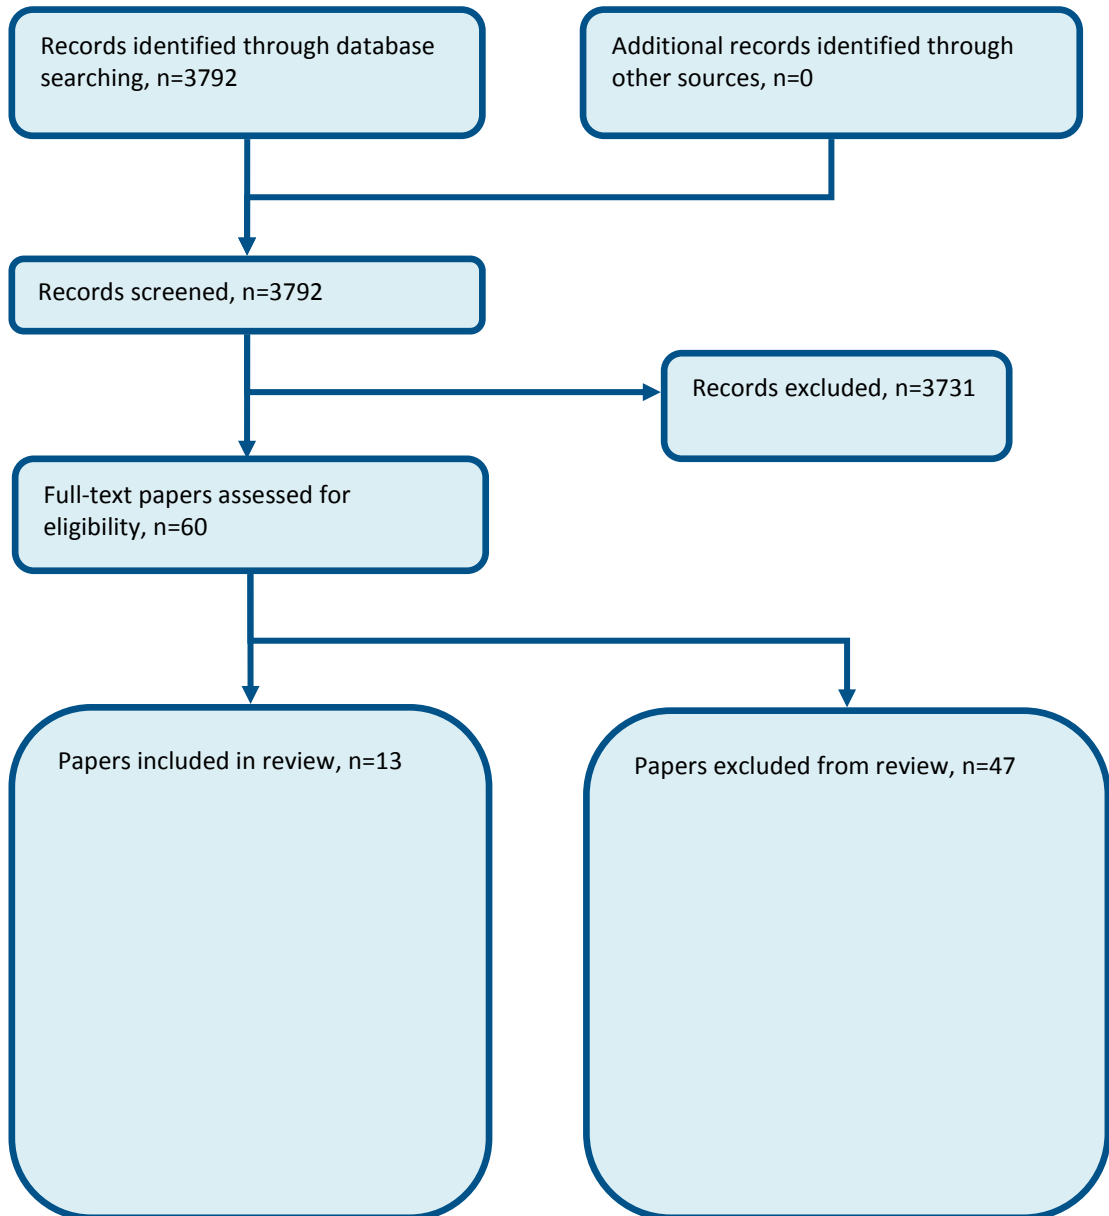 Records identified through database
searching, n=3792
Additional records identified through
other sources, n=0
Records screened, n=3792
Records excluded, n=3731
Full-text papers assessed for
eligibility, n=60
Papers included in review, n=13
Papers excluded from review, n=47